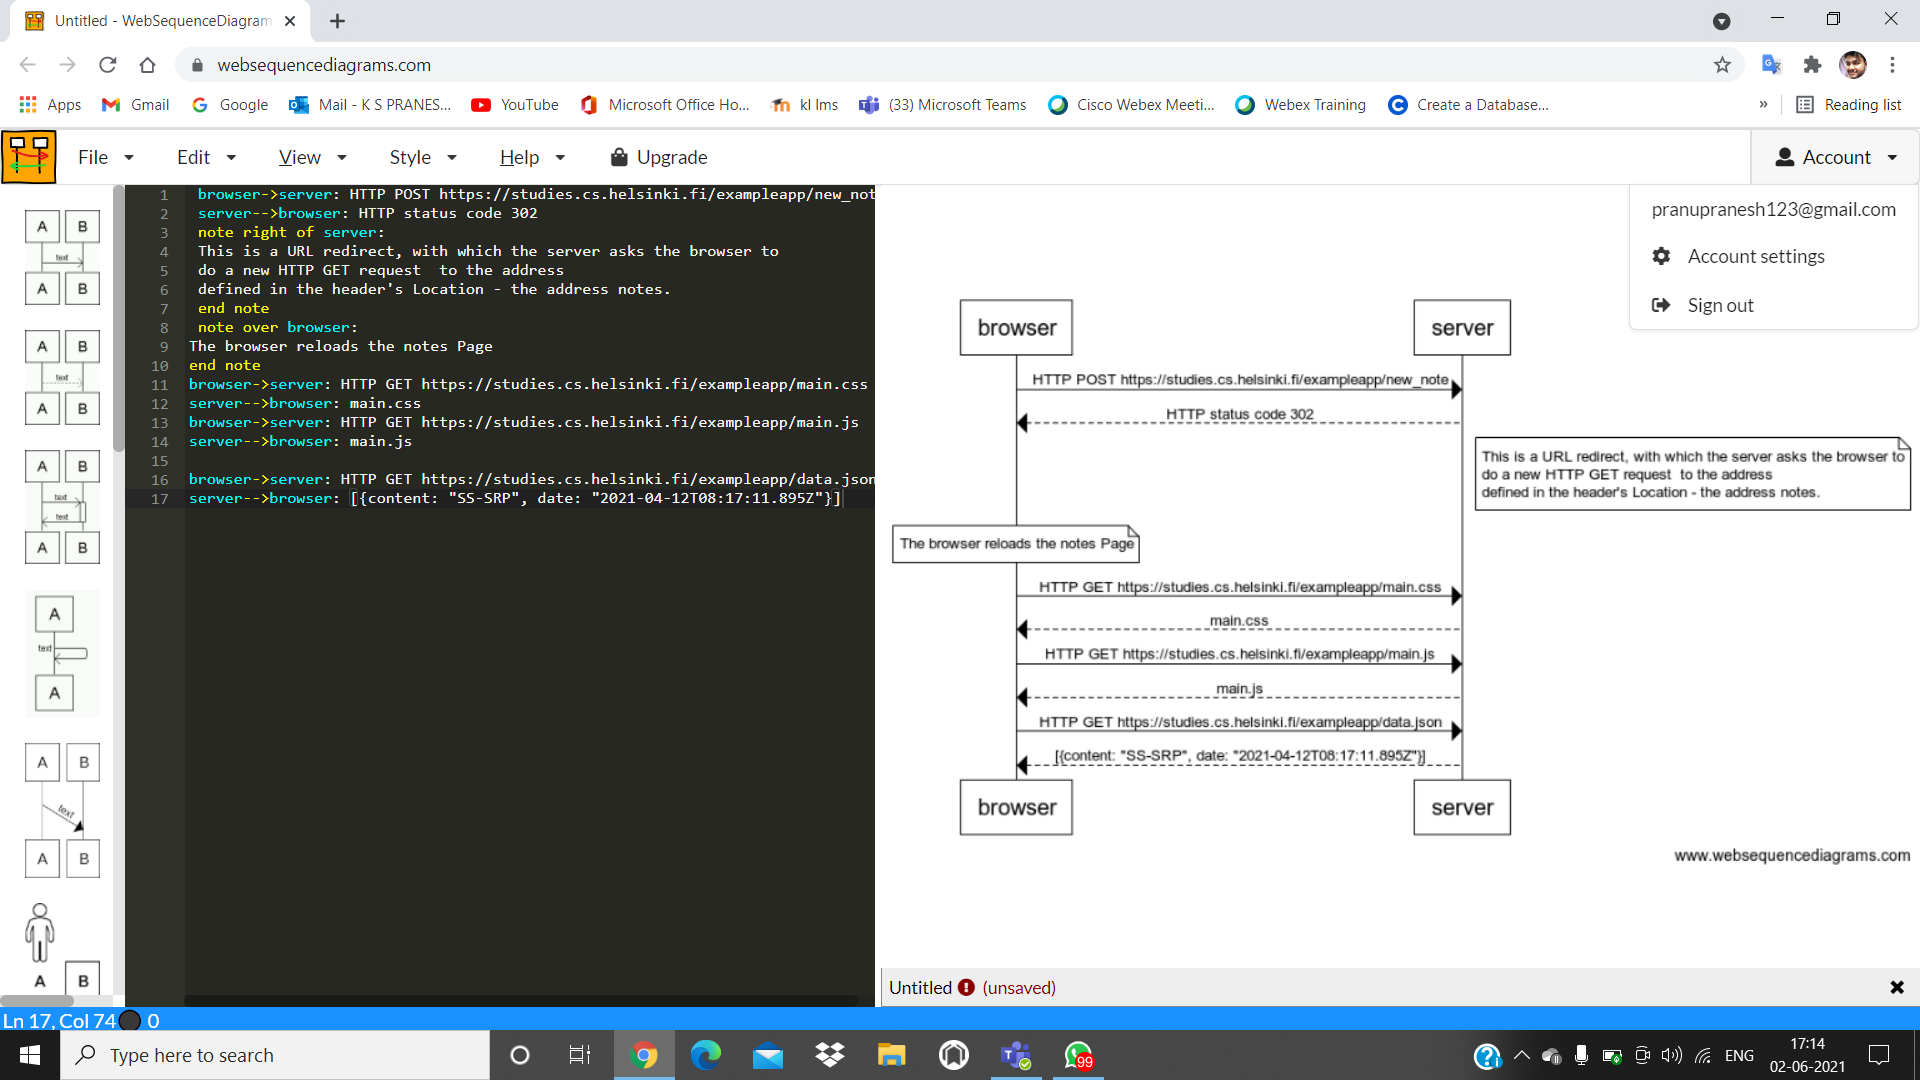 Untitled - WebSequenceDiagram
websequencediagrams.com
Apps
Gmail
Google
Mail - K S PRANES...
YouTube
Microsoft Office Ho...
kl lms
(33) Microsoft Teams
Cisco Webex Meeti...
Webex Training
Create a Database...
»
Reading list
File
Edit
View
Style
Help
Upgrade
Account
pranupranesh123@gmail.com
Account settings
Sign out
A B
text
A B
A B
text
A B
A B
text
text
A B
A
text
A
A B
text
A B
A B
1 browser->server: HTTP POST https://studies.cs.helsinki.fi/exampleapp/new_not
2 server-->browser: HTTP status code 302
3 note right of server:
4 This is a URL redirect, with which the server asks the browser to
5 do a new HTTP GET request  to the address
6 defined in the header's Location - the address notes.
7 end note
8 note over browser:
9 The browser reloads the notes Page
10 end note
11 browser->server: HTTP GET https://studies.cs.helsinki.fi/exampleapp/main.css
12 server-->browser: main.css
13 browser->server: HTTP GET https://studies.cs.helsinki.fi/exampleapp/main.js
14 server-->browser: main.js
15
16 browser->server: HTTP GET https://studies.cs.helsinki.fi/exampleapp/data.json
17 server-->browser: [{content: "SS-SRP", date: "2021-04-12T08:17:11.895Z"}]
browser
server
HTTP POST https://studies.cs.helsinki.fi/exampleapp/new_note
HTTP status code 302
This is a URL redirect, with which the server asks the browser to
do a new HTTP GET request  to the address
defined in the header's Location - the address notes.
The browser reloads the notes Page
HTTP GET https://studies.cs.helsinki.fi/exampleapp/main.css
main.css
HTTP GET https://studies.cs.helsinki.fi/exampleapp/main.js
main.js
HTTP GET https://studies.cs.helsinki.fi/exampleapp/data.json
[{content: "SS-SRP", date: "2021-04-12T08:17:11.895Z"}]
browser
server
www.websequencediagrams.com
Untitled (unsaved)
Ln 17, Col 74 0
Type here to search
99
ENG
17:14
02-06-2021